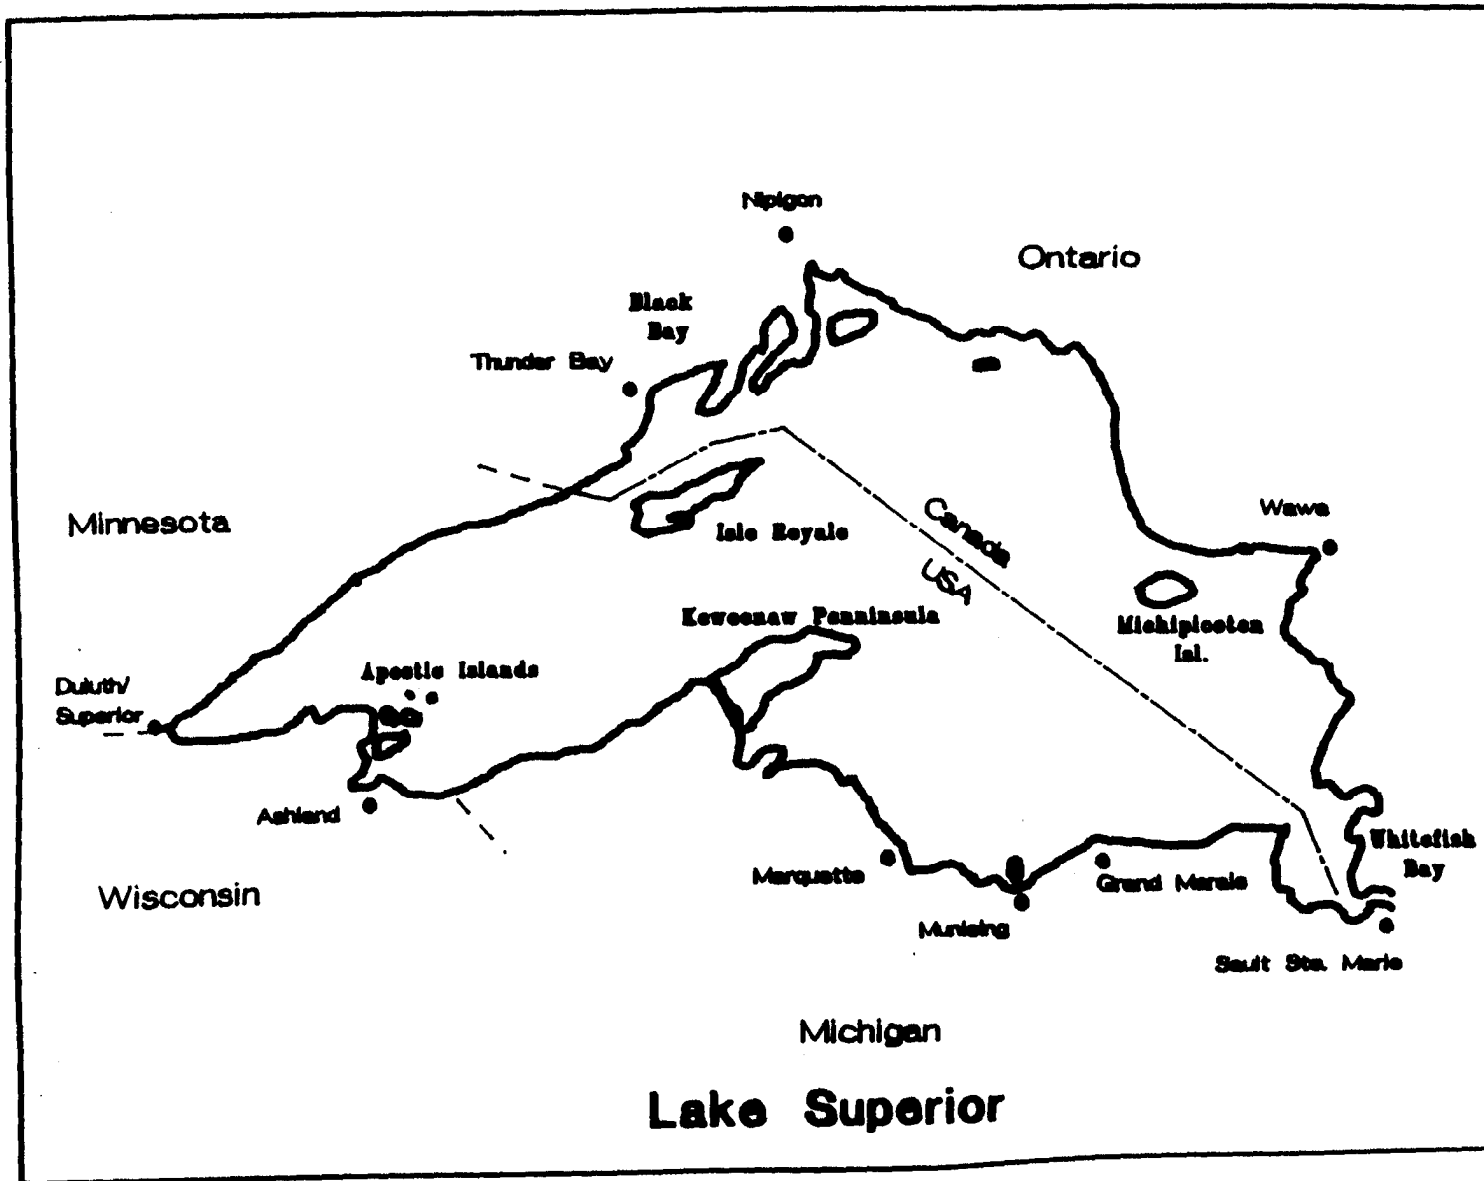 Nipigon
Ontario
Black
Bay
Thunder Bay
Minnesota
Canada
USA
Wawa
Isle Royale
Keweenaw Penninsula
Michipicoten
Isl.
Apostle Islands
Duluth/
Superior
Ashland
Wisconsin
Marquette
Munising
Grand Marais
Whitefish
Bay
Sault Ste. Marie
Michigan
Lake Superior